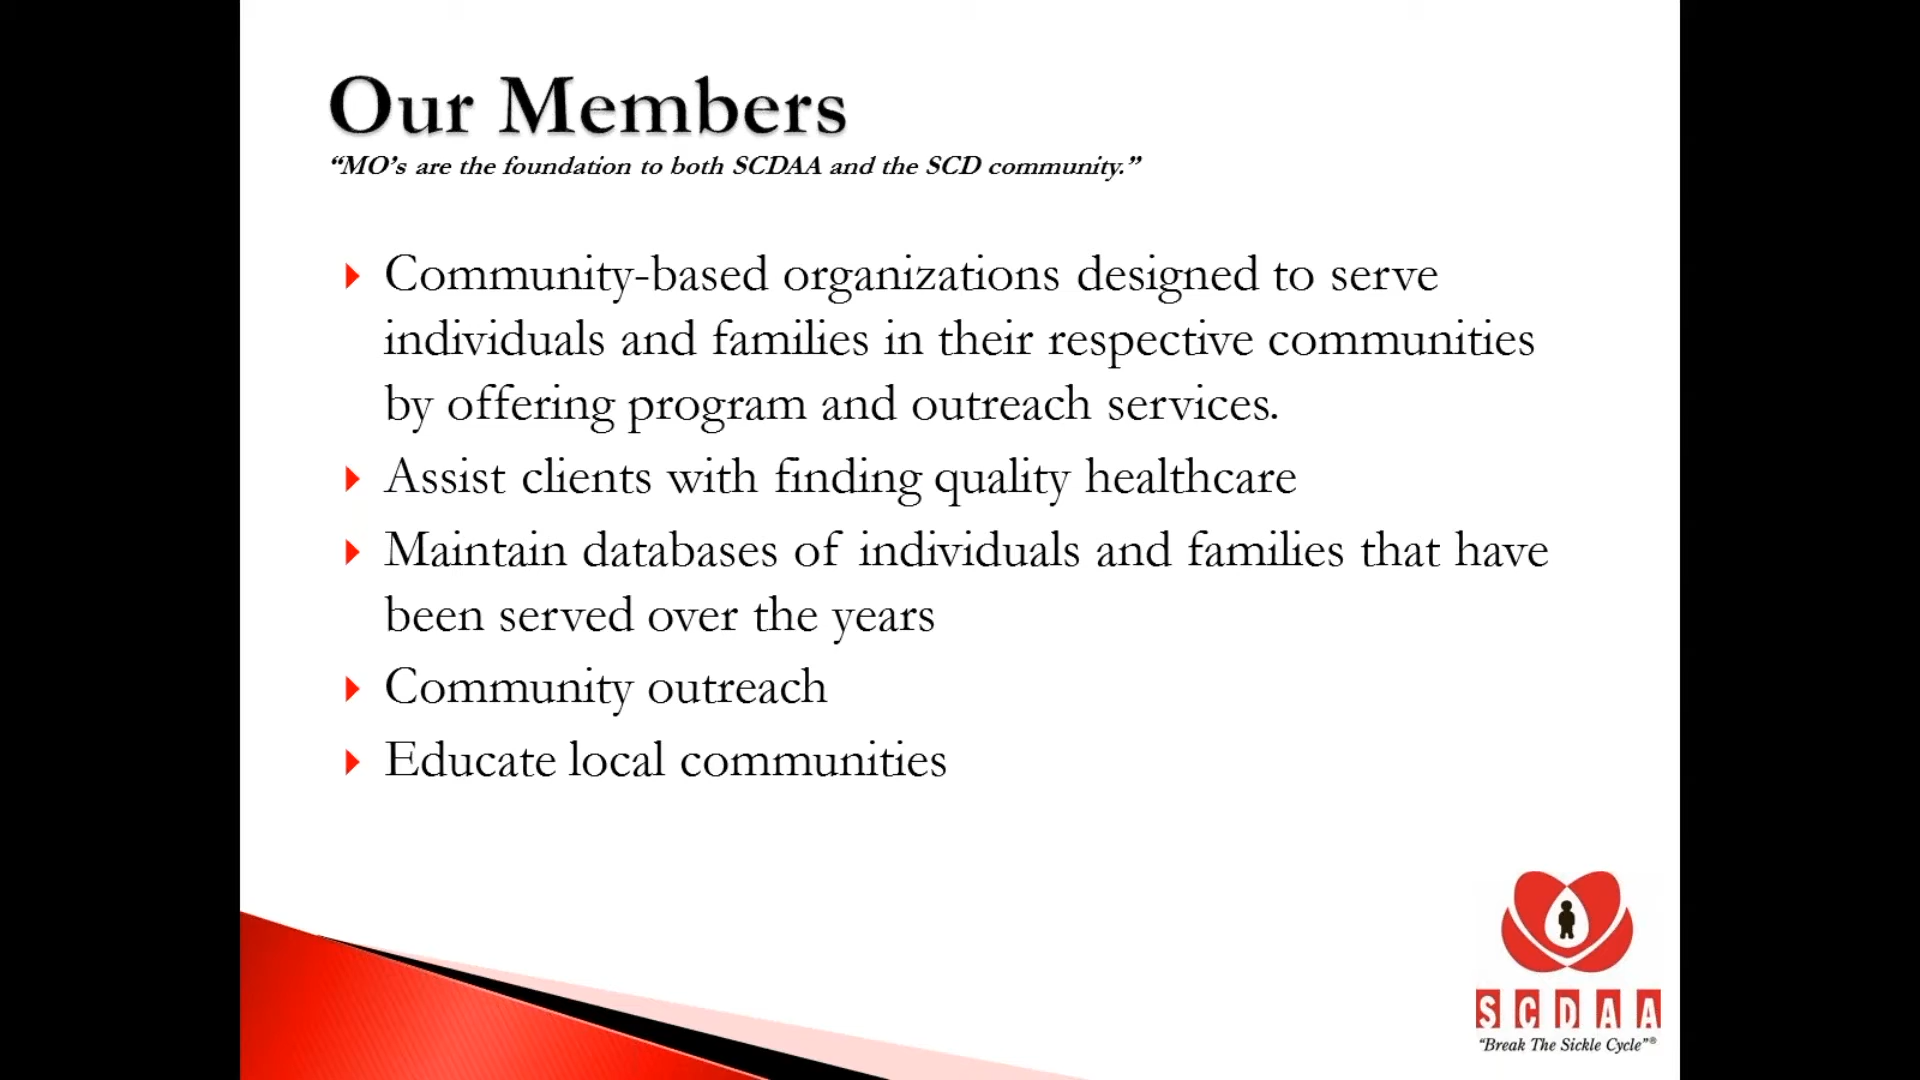 Our Members
“MO’s are the foundation to both SCDAA and the SCD community.”
Community-based organizations designed to serve
individuals and families in their respective communities
by offering program and outreach services.
Assist clients with finding quality healthcare
Maintain databases of individuals and families that have
been served over the years
Community outreach
Educate local communities
SCDAA
“Break The Sickle Cycle”®